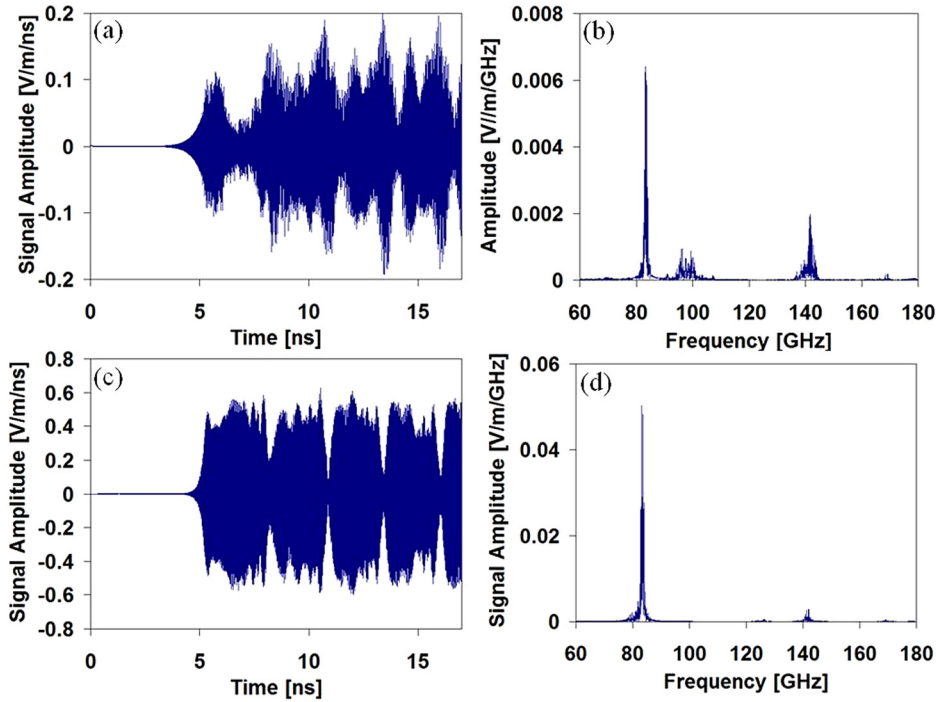 (a)
Signal Amplitude [V/m/ns]
0.2
0.1
0
-0.1
-0.2
0 5 10 15
Time [ns]
(b)
Amplitude [V//m/GHz]
0.008
0.006
0.004
0.002
0
60 80 100 120 140 160 180
Frequency [GHz]
(c)
Signal Amplitude [V/m/ns]
0.8
0.6
0.4
0.2
0
-0.2
-0.4
-0.6
-0.8
0 5 10 15
Time [ns]
(d)
Signal Amplitude [V/m/GHz]
0.06
0.04
0.02
0
60 80 100 120 140 160 180
Frequency [GHz]